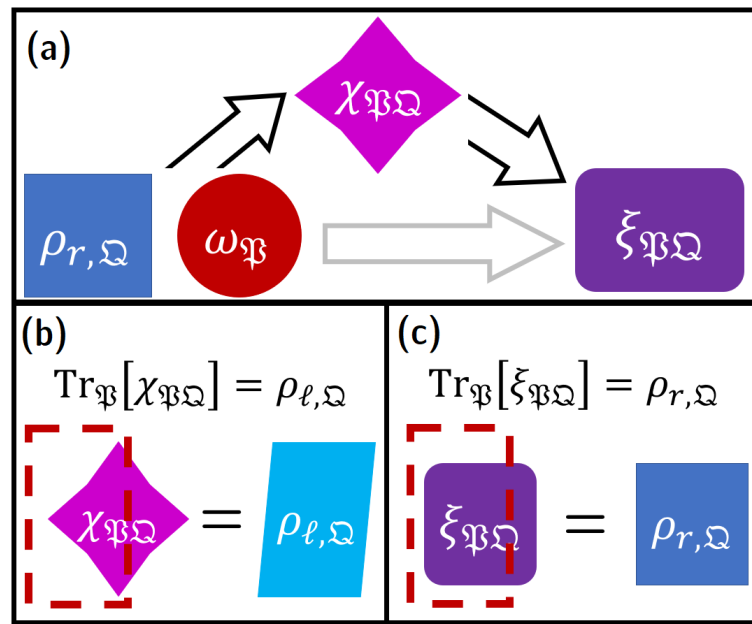 (a)
χ𝔓𝔔
ρr,𝔔
ω𝔓
ξ𝔓𝔔
(b)
Tr𝔓[χ𝔓𝔔] = ρℓ,𝔔
χ𝔓𝔔 = ρℓ,𝔔
(c)
Tr𝔓[ξ𝔓𝔔] = ρr,𝔔
ξ𝔓𝔔 = ρr,𝔔